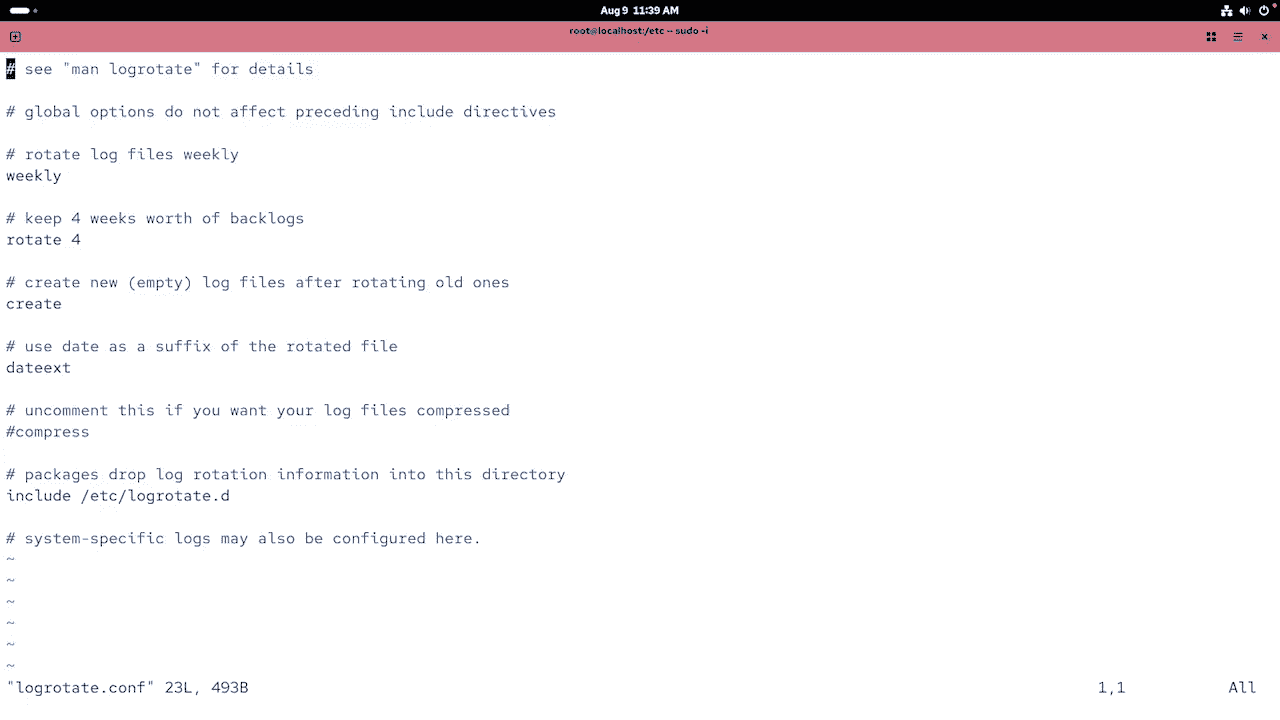 Aug 9 11:39 AM
root@localhost:/etc – sudo -i
# see "man logrotate" for details
# global options do not affect preceding include directives
# rotate log files weekly
weekly
# keep 4 weeks worth of backlogs
rotate 4
# create new (empty) log files after rotating old ones
create
# use date as a suffix of the rotated file
dateext
# uncomment this if you want your log files compressed
#compress
# packages drop log rotation information into this directory
include /etc/logrotate.d
# system-specific logs may also be configured here.
~
~
~
~
~
~
"logrotate.conf" 23L, 493B 1,1 All